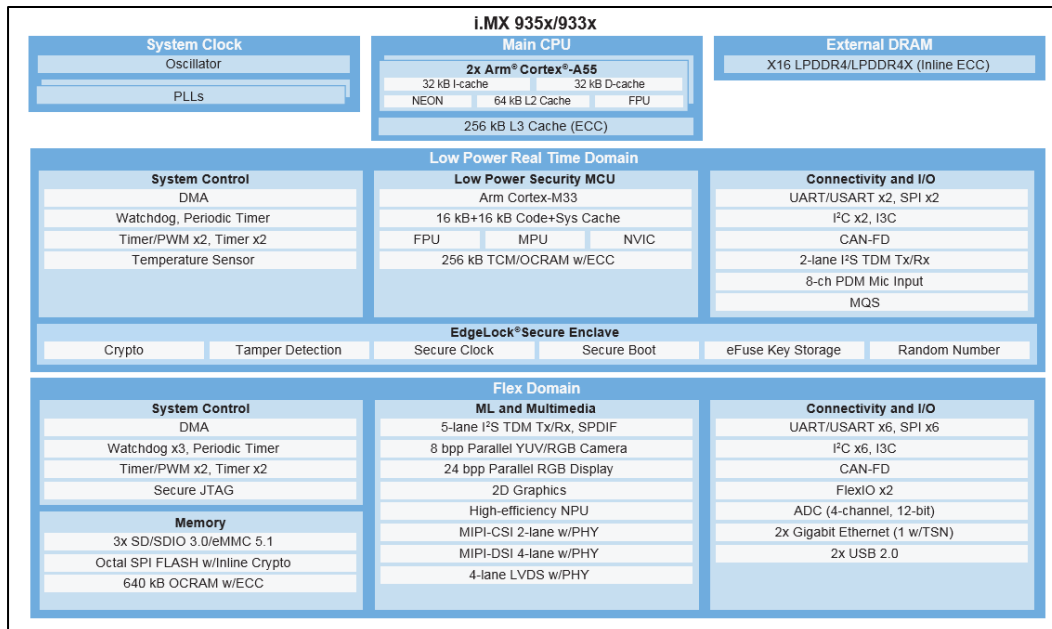 i.MX 935x/933x
System Clock
Oscillator
PLLs
Main CPU
2x Arm® Cortex®-A55
32 kB I-cache 32 kB D-cache
NEON 64 kB L2 Cache FPU
256 kB L3 Cache (ECC)
External DRAM
X16 LPDDR4/LPDDR4X (Inline ECC)
Low Power Real Time Domain
System Control
DMA
Watchdog, Periodic Timer
Timer/PWM x2, Timer x2
Temperature Sensor
Low Power Security MCU
Arm Cortex-M33
16 kB+16 kB Code+Sys Cache
FPU MPU NVIC
256 kB TCM/OCRAM w/ECC
Connectivity and I/O
UART/USART x2, SPI x2
I²C x2, I3C
CAN-FD
2-lane I²S TDM Tx/Rx
8-ch PDM Mic Input
MQS
EdgeLock® Secure Enclave
Crypto Tamper Detection Secure Clock Secure Boot eFuse Key Storage Random Number
Flex Domain
System Control
DMA
Watchdog x3, Periodic Timer
Timer/PWM x2, Timer x2
Secure JTAG
Memory
3x SD/SDIO 3.0/eMMC 5.1
Octal SPI FLASH w/Inline Crypto
640 kB OCRAM w/ECC
ML and Multimedia
5-lane I²S TDM Tx/Rx, SPDIF
8 bpp Parallel YUV/RGB Camera
24 bpp Parallel RGB Display
2D Graphics
High-efficiency NPU
MIPI-CSI 2-lane w/PHY
MIPI-DSI 4-lane w/PHY
4-lane LVDS w/PHY
Connectivity and I/O
UART/USART x6, SPI x6
I²C x6, I3C
CAN-FD
FlexIO x2
ADC (4-channel, 12-bit)
2x Gigabit Ethernet (1 w/TSN)
2x USB 2.0